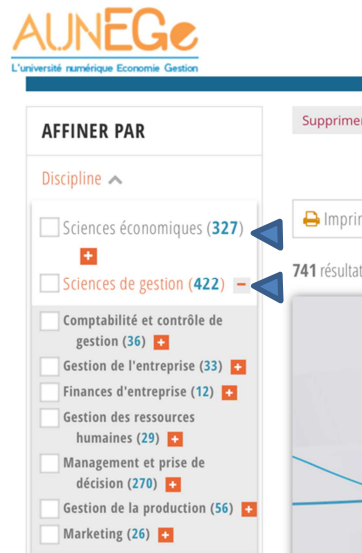 AUNEGe
L'université numérique Economie Gestion
AFFINER PAR
Supprimer
Discipline
Imprim
741 résultat
Sciences économiques (327)
+
Sciences de gestion (422) −
Comptabilité et contrôle de
gestion (36) +
Gestion de l'entreprise (33) +
Finances d'entreprise (12) +
Gestion des ressources
humaines (29) +
Management et prise de
décision (270) +
Gestion de la production (56) +
Marketing (26) +